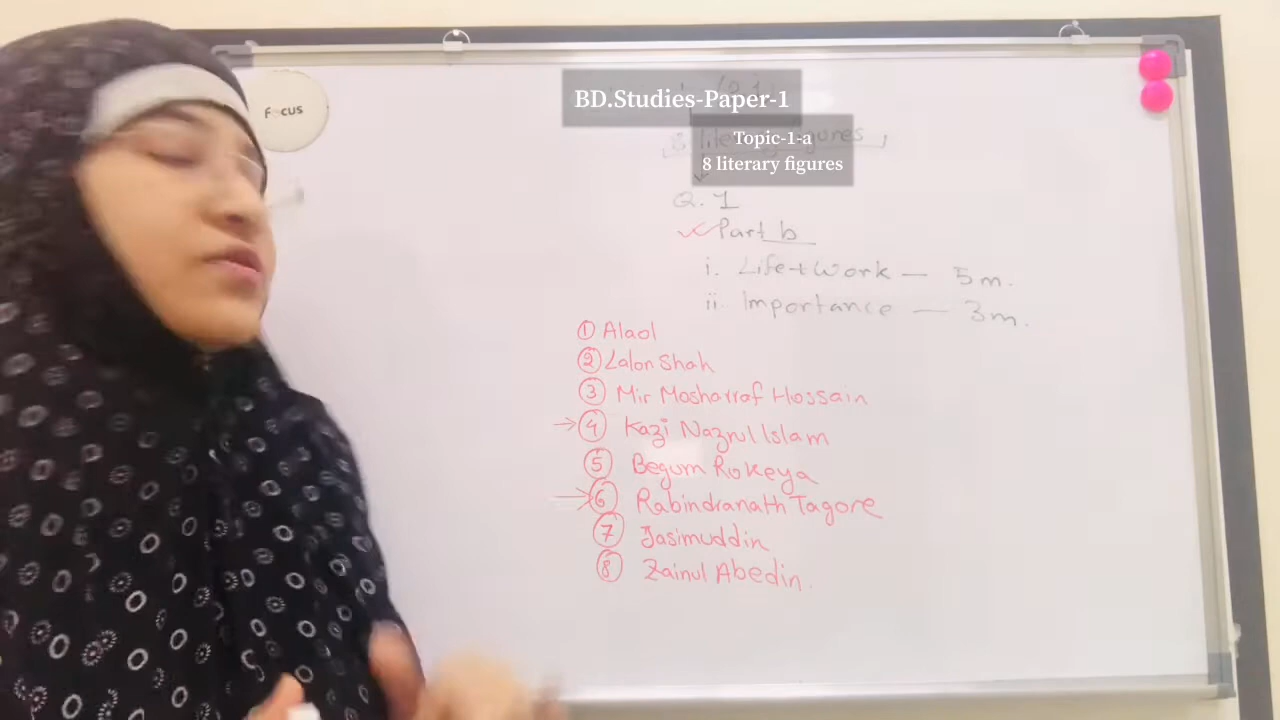 Focus
BD.Studies-Paper-1
Topic-1-a
8 literary figures
Q. 1
Part b
i. Life+Work — 5m.
ii. Importance — 3m.
① Alaol
② Lalon Shah
③ Mir Mosharraf Hossain
→ ④ Kazi Nazrul Islam
⑤ Begum Rokeya
→ ⑥ Rabindranath Tagore
⑦ Jasimuddin
⑧ Zainul Abedin.